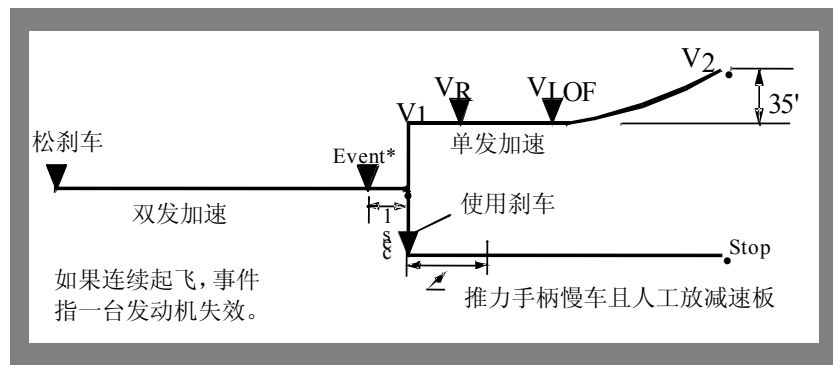 V2
VR
VLOF
35'
V1
松刹车
Event*
单发加速
双发加速
1 sec
使用刹车
Stop
如果连续起飞，事件
指一台发动机失效。
推力手柄慢车且人工放减速板